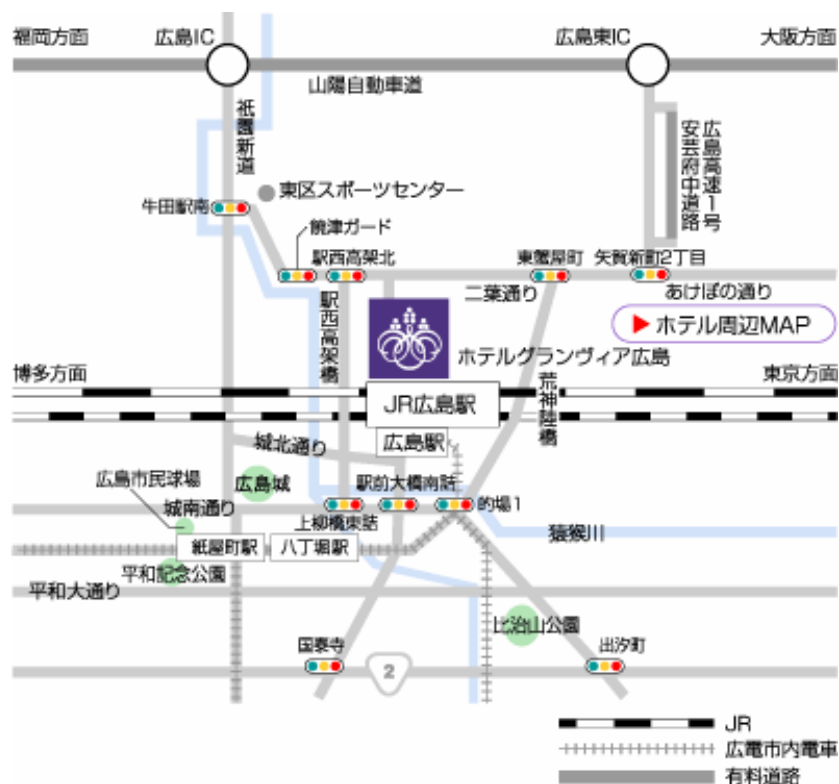 福岡方面
広島IC
広島東IC
大阪方面
山陽自動車道
祇園新道
広島高速1号
安芸府中道路
東区スポーツセンター
牛田駅南
饒津ガード
駅西高架北
東蟹屋町
矢賀新町2丁目
二葉通り
あけぼの通り
駅西高架橋
ホテル周辺MAP
ホテルグランヴィア広島
博多方面
東京方面
荒神陸橋
JR広島駅
広島駅
城北通り
広島市民球場
広島城
駅前大橋南詰
城南通り
的場1
上柳橋東詰
猿猴川
紙屋町駅
八丁堀駅
平和記念公園
平和大通り
比治山公園
国泰寺
出汐町
2
JR
広電市内電車
有料道路